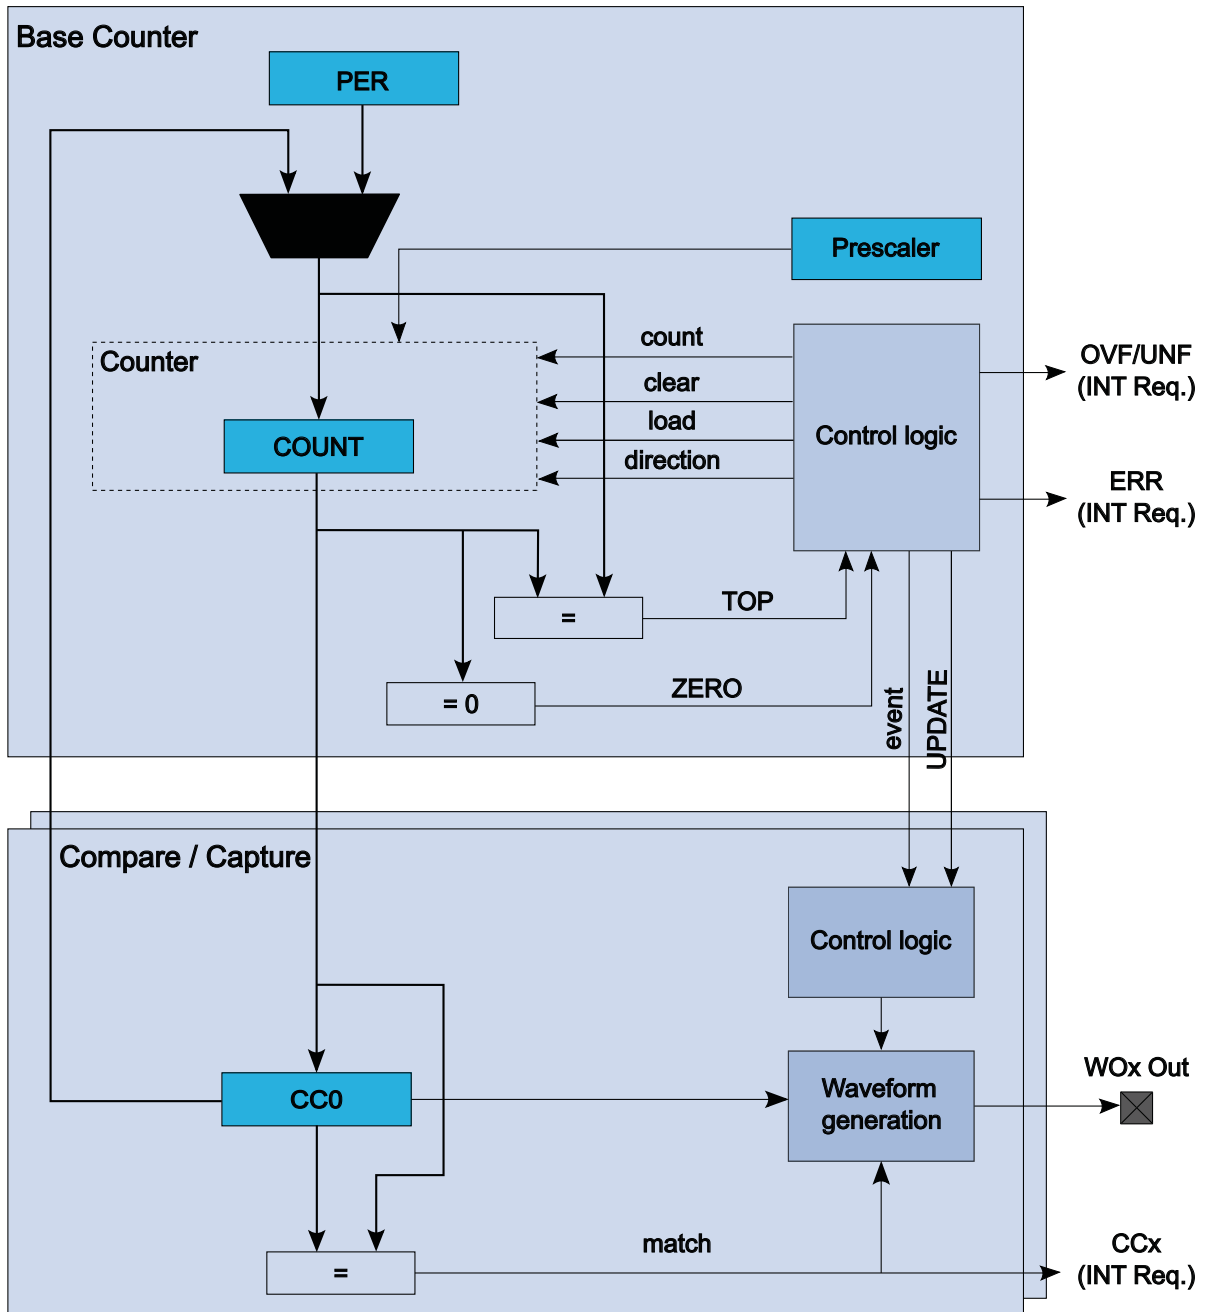 Base Counter
PER
Prescaler
Counter
COUNT
count
clear
load
direction
Control logic
OVF/UNF
(INT Req.)
ERR
(INT Req.)
=
TOP
= 0
ZERO
event
UPDATE
Compare / Capture
Control logic
CC0
Waveform
generation
WOx Out
=
match
CCx
(INT Req.)